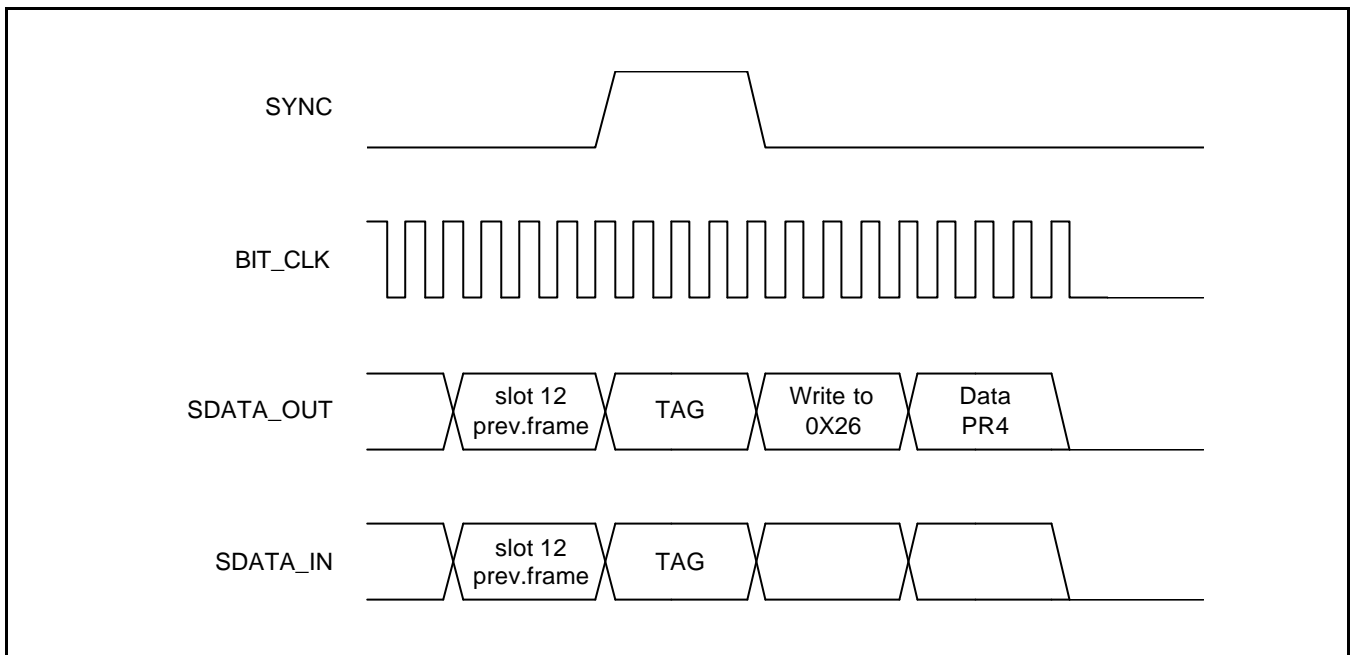 SYNC
BIT_CLK
SDATA_OUT
slot 12
prev.frame
TAG
Write to
0X26
Data
PR4
SDATA_IN
slot 12
prev.frame
TAG